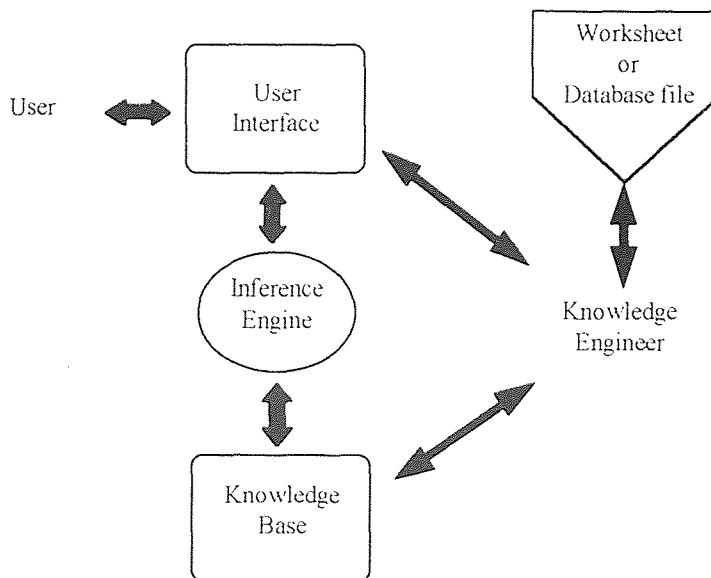 Worksheet
or
Database file
User
User
Interface
Inference
Engine
Knowledge
Engineer
Knowledge
Base